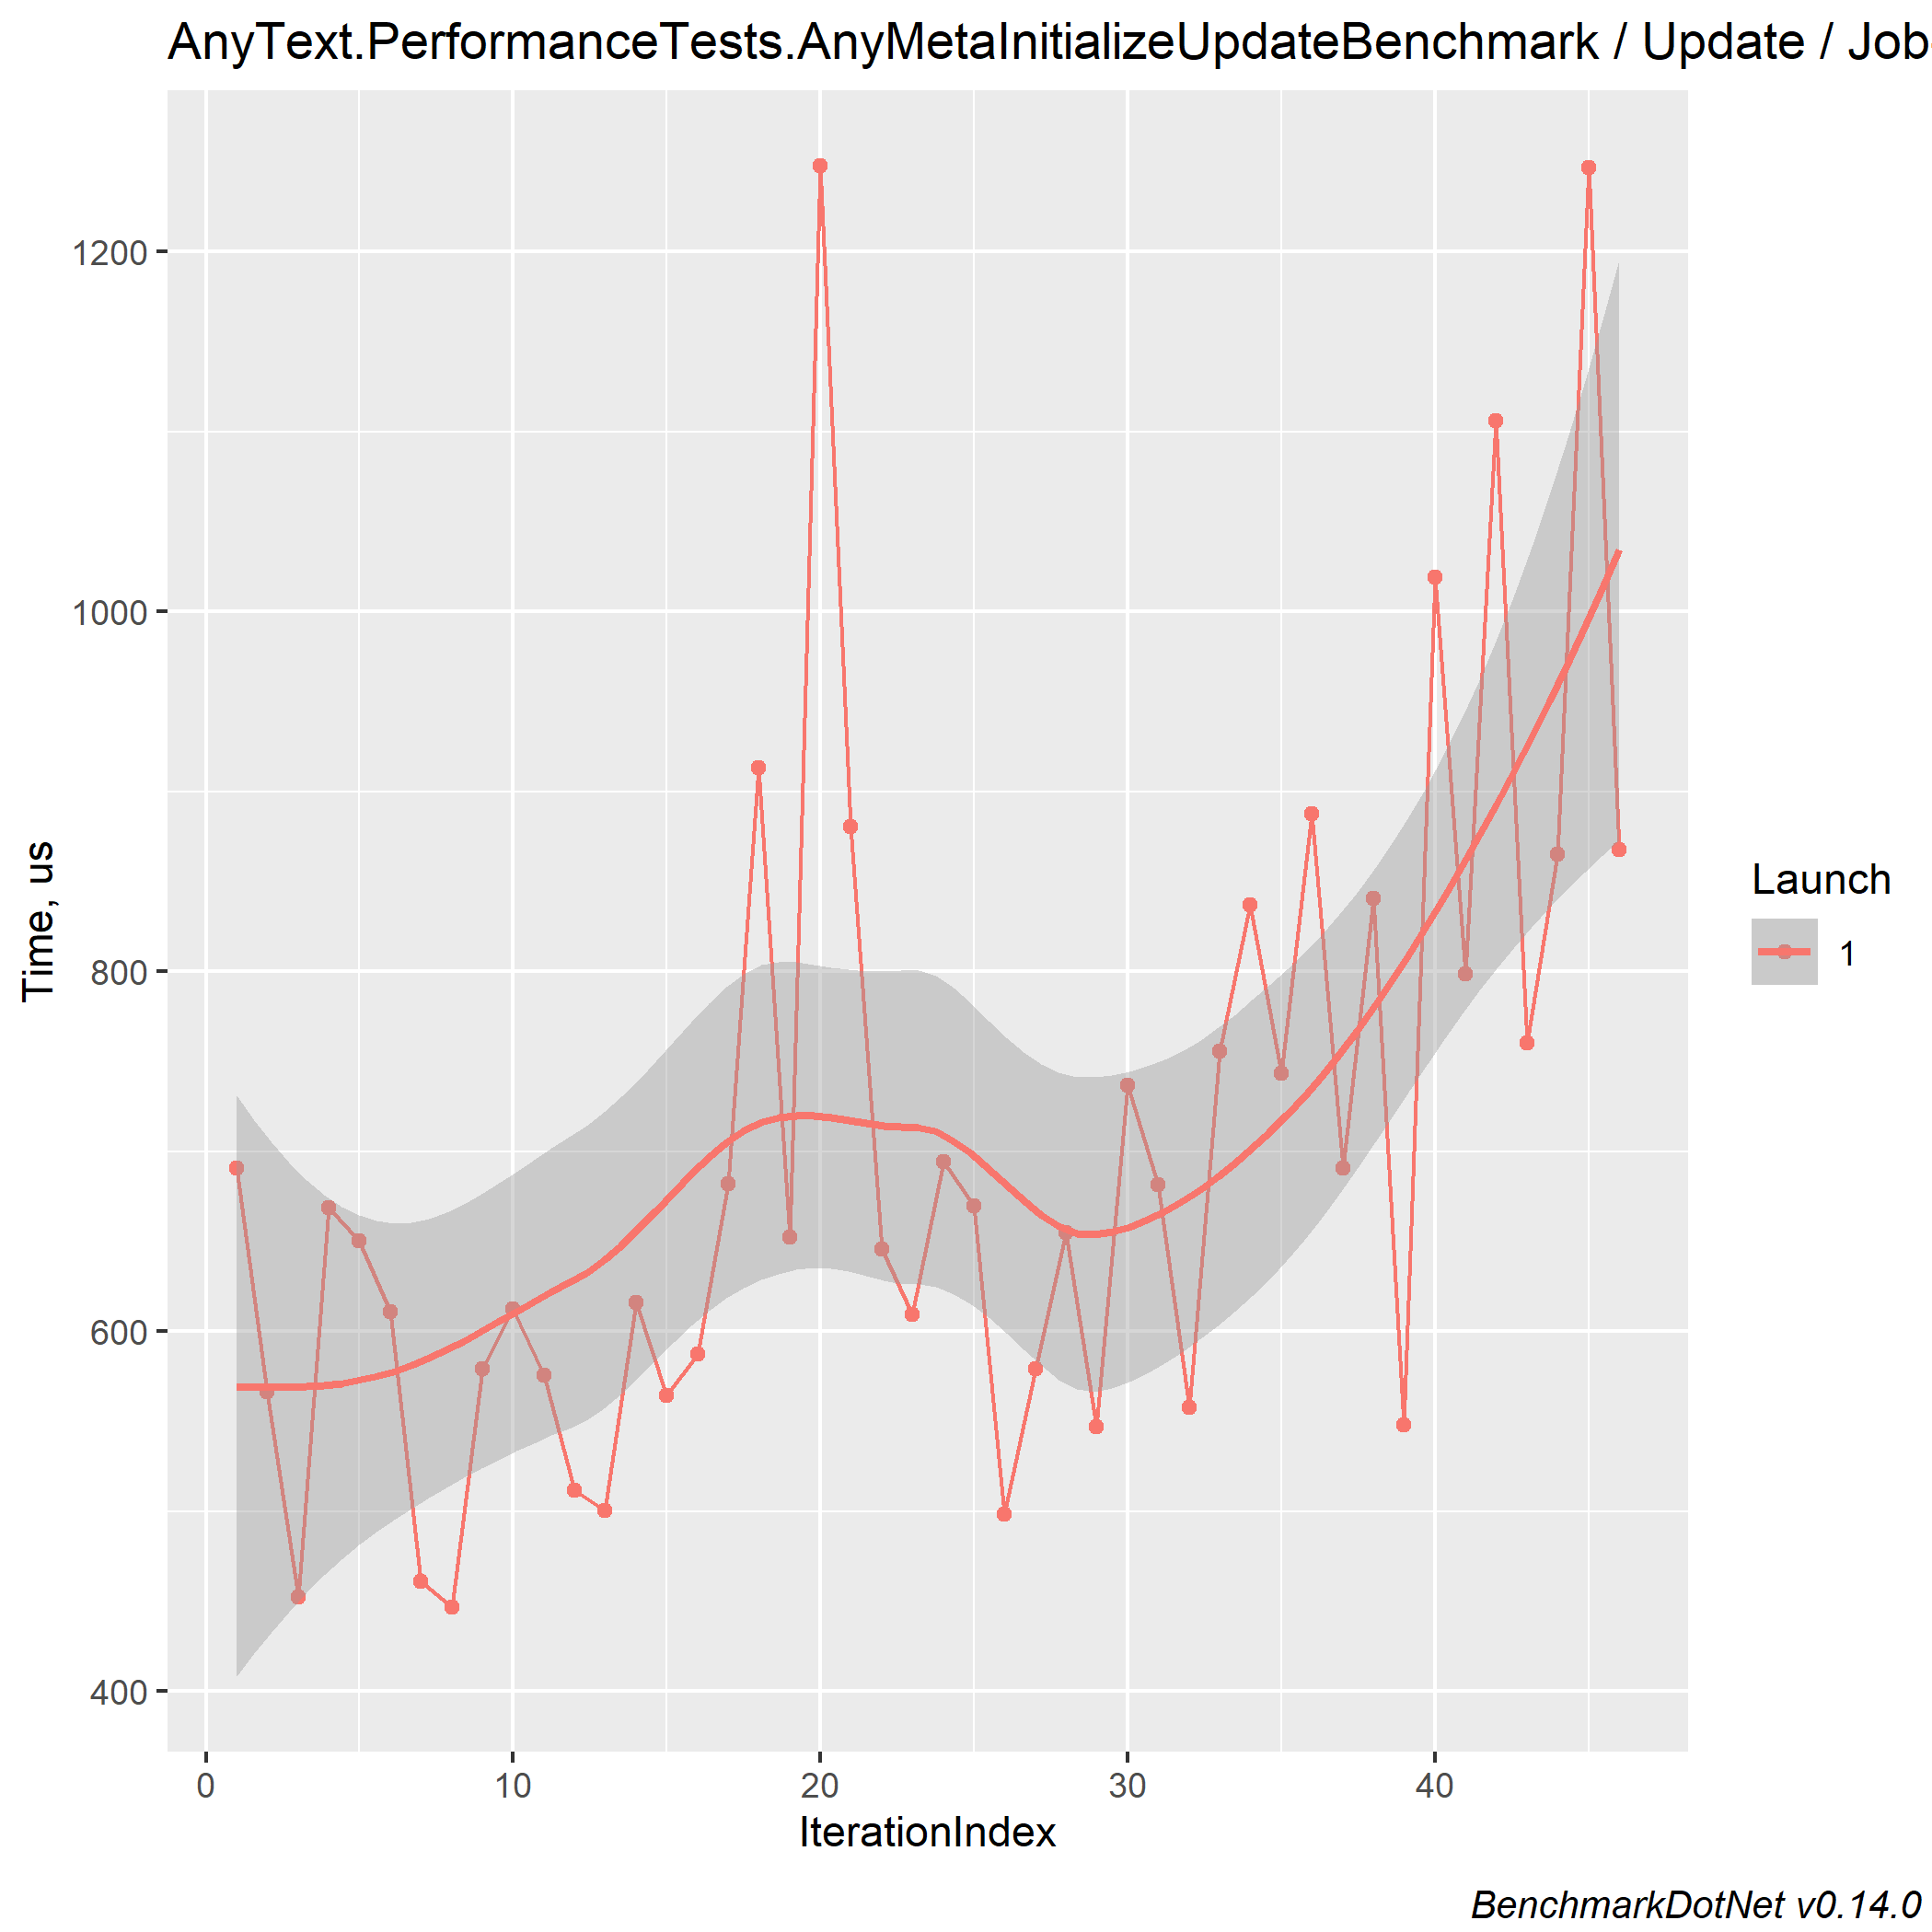 AnyText.PerformanceTests.AnyMetaInitializeUpdateBenchmark / Update / Job
1200
1000
800
600
400
Time, us
0 10 20 30 40
IterationIndex
Launch
1
BenchmarkDotNet v0.14.0